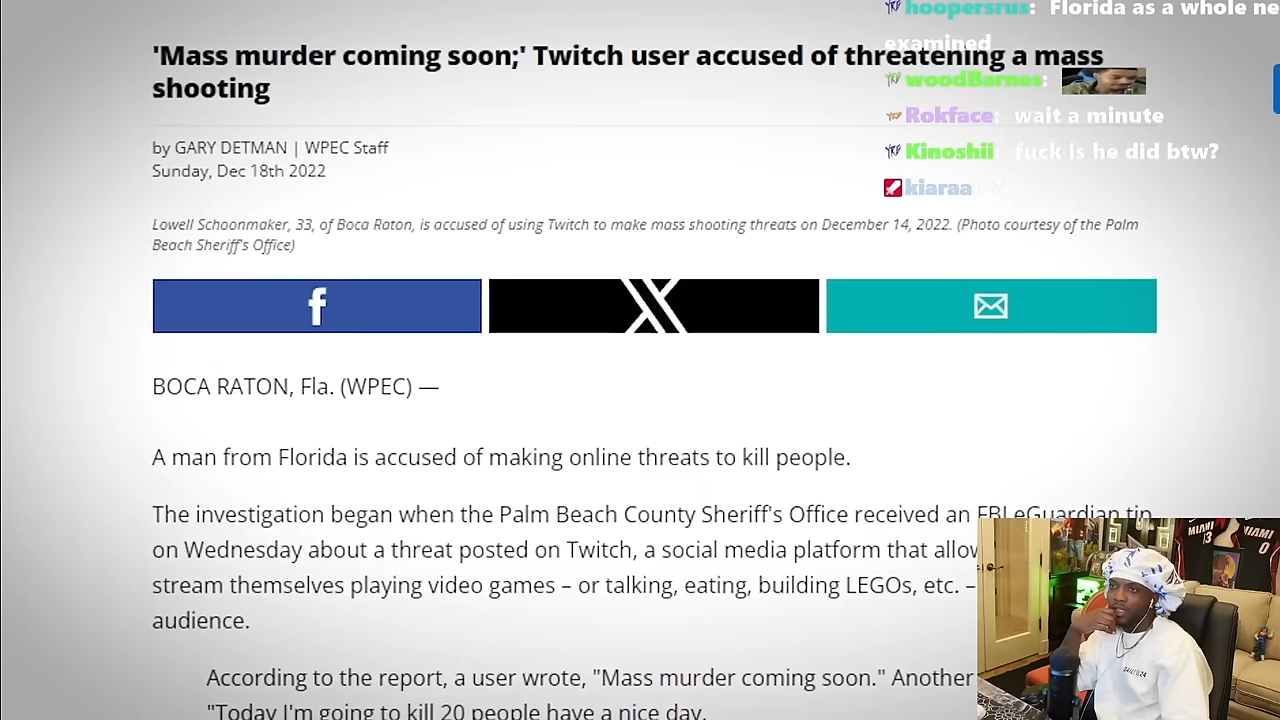 hoopersrus: Florida as a whole ne
examined
'Mass murder coming soon;' Twitch user accused of threatening a mass
shooting
woodBarnes:
Rokface: wait a minute
by GARY DETMAN | WPEC Staff
Kinoshii: fuck is he did btw?
Sunday, Dec 18th 2022
kiaraa ?
Lowell Schoonmaker, 33, of Boca Raton, is accused of using Twitch to make mass shooting threats on December 14, 2022. (Photo courtesy of the Palm
Beach Sheriff's Office)
f
X
BOCA RATON, Fla. (WPEC) —
A man from Florida is accused of making online threats to kill people.
The investigation began when the Palm Beach County Sheriff's Office received an FBI eGuardian tip
on Wednesday about a threat posted on Twitch, a social media platform that allow
stream themselves playing video games – or talking, eating, building LEGOs, etc. –
audience.
According to the report, a user wrote, "Mass murder coming soon." Another
"Today I'm going to kill 20 people have a nice day.
MIAMI
13
MIAMI
0